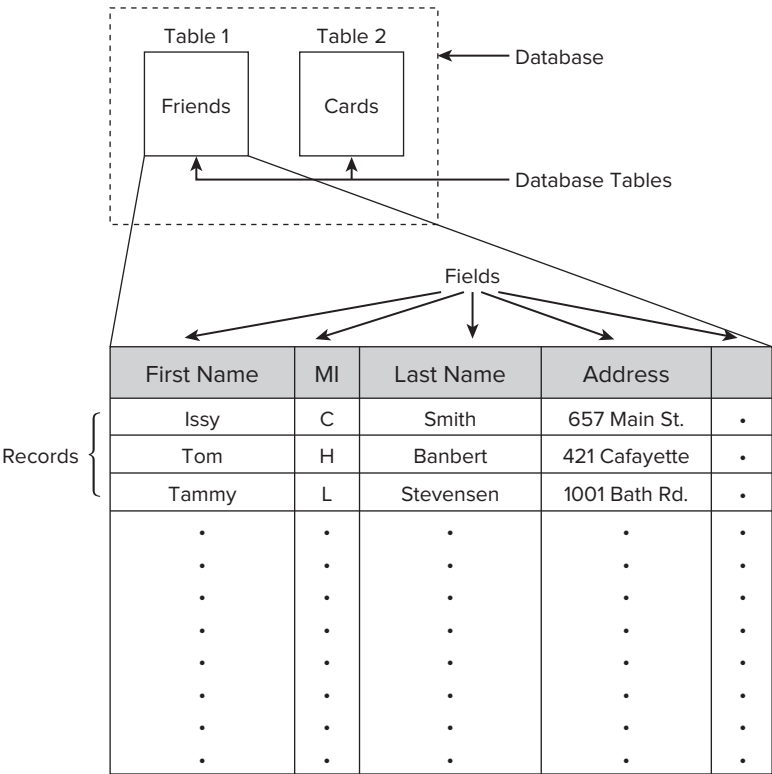 Table 1 Table 2
Database
Friends Cards
Database Tables
Fields
First Name MI Last Name Address
Issy C Smith 657 Main St. •
Records Tom H Banbert 421 Cafayette •
Tammy L Stevensen 1001 Bath Rd. •
• • • • •
• • • • •
• • • • •
• • • • •
• • • • •
• • • • •
• • • • •
• • • • •